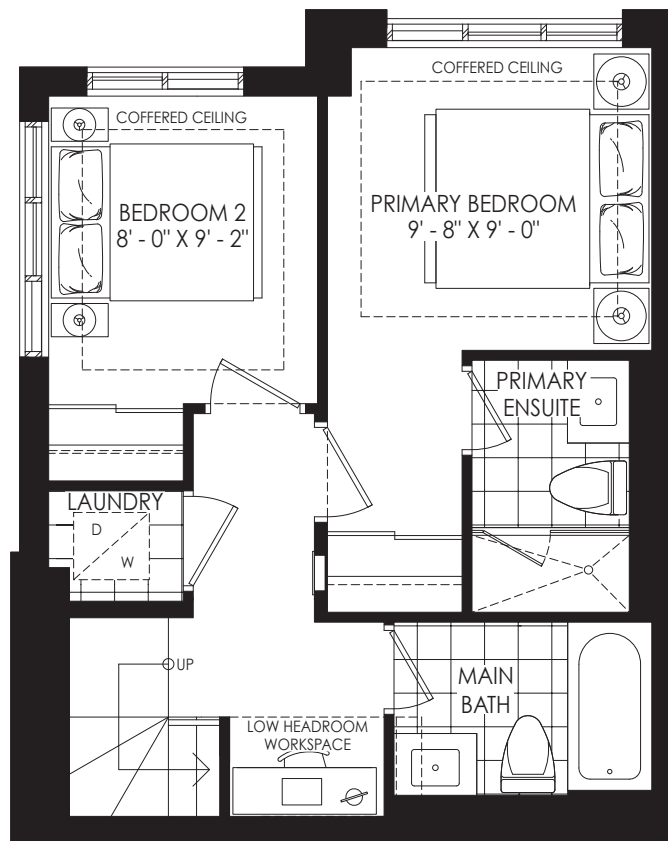 COFFERED CEILING
COFFERED CEILING
BEDROOM 2
8' - 0" X 9' - 2"
PRIMARY BEDROOM
9' - 8" X 9' - 0"
PRIMARY
ENSUITE
LAUNDRY
D
W
UP
MAIN
BATH
LOW HEADROOM
WORKSPACE